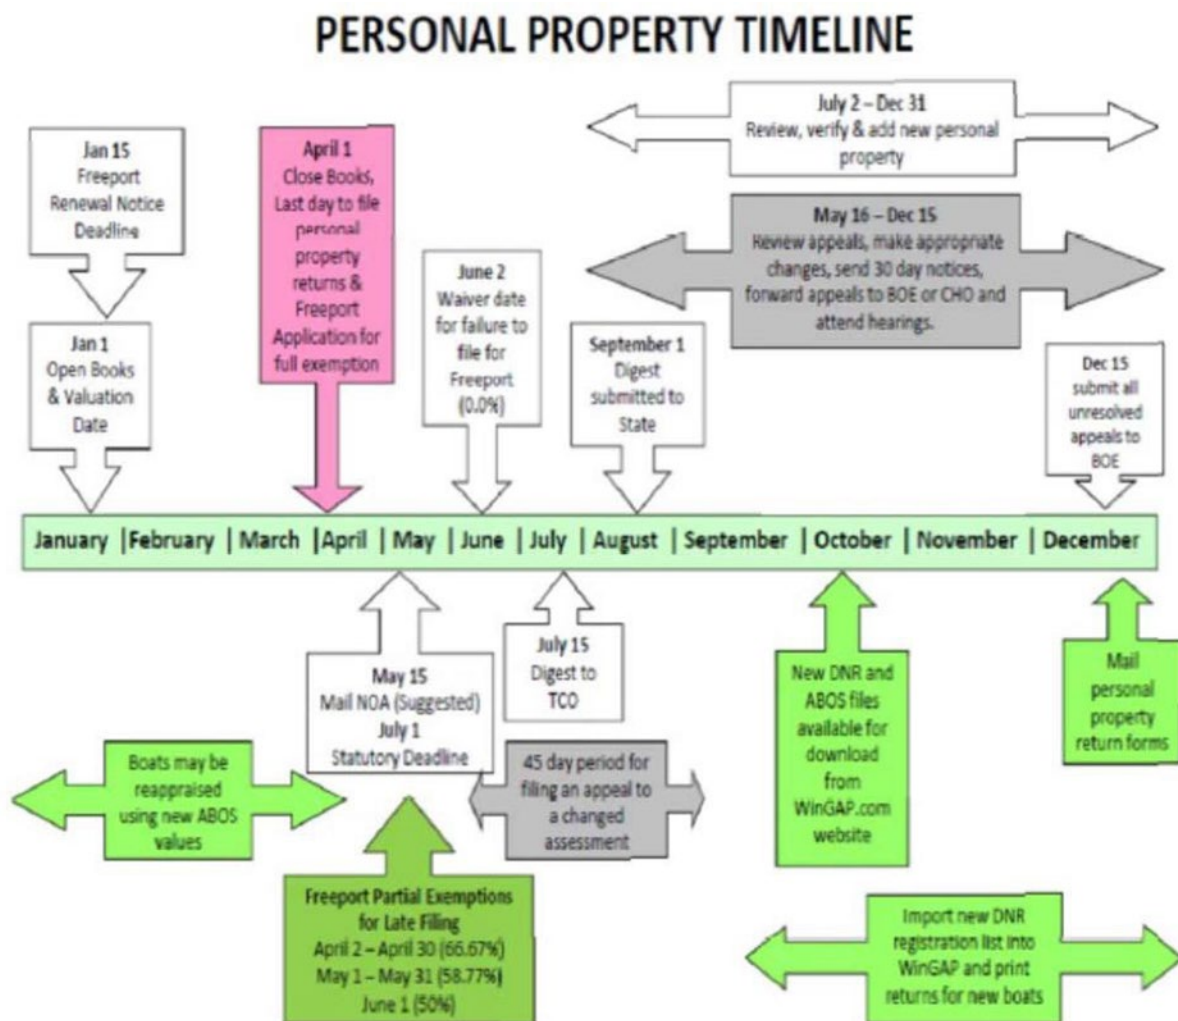 PERSONAL PROPERTY TIMELINE
July 2 – Dec 31
Review, verify & add new personal
property
Jan 15
Freeport
Renewal Notice
Deadline
April 1
Close Books,
Last day to file
personal
property
returns &
Freeport
Application for
full exemption
May 16 – Dec 15
Review appeals, make appropriate
changes, send 30 day notices,
forward appeals to BOE or CHO and
attend hearings.
June 2
Waiver date
for failure to
file for
Freeport
(0.0%)
Jan 1
Open Books
& Valuation
Date
September 1
Digest
submitted to
State
Dec 15
submit all
unresolved
appeals to
BOE
January |February | March |April | May | June | July | August | September | October | November | December
May 15
Mail NOA (Suggested)
July 1
Statutory Deadline
July 15
Digest to
TCO
New DNR and
ABOS files
available for
download
from
WinGAP.com
website
Mail
personal
property
return forms
Boats may be
reappraised
using new ABOS
values
45 day period for
filing an appeal to
a changed
assessment
Freeport Partial Exemptions
for Late Filing
April 2 – April 30 (66.67%)
May 1 – May 31 (58.77%)
June 1 (50%)
Import new DNR
registration list into
WinGAP and print
returns for new boats